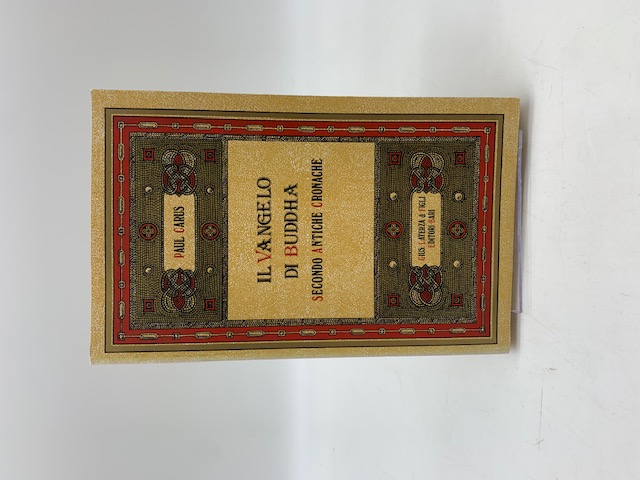 PAUL CARUS
IL VANGELO
DI BUDDHA
SECONDO ANTICHE CRONACHE
GIUS. LATERZA & FIGLI
EDITORI BARI